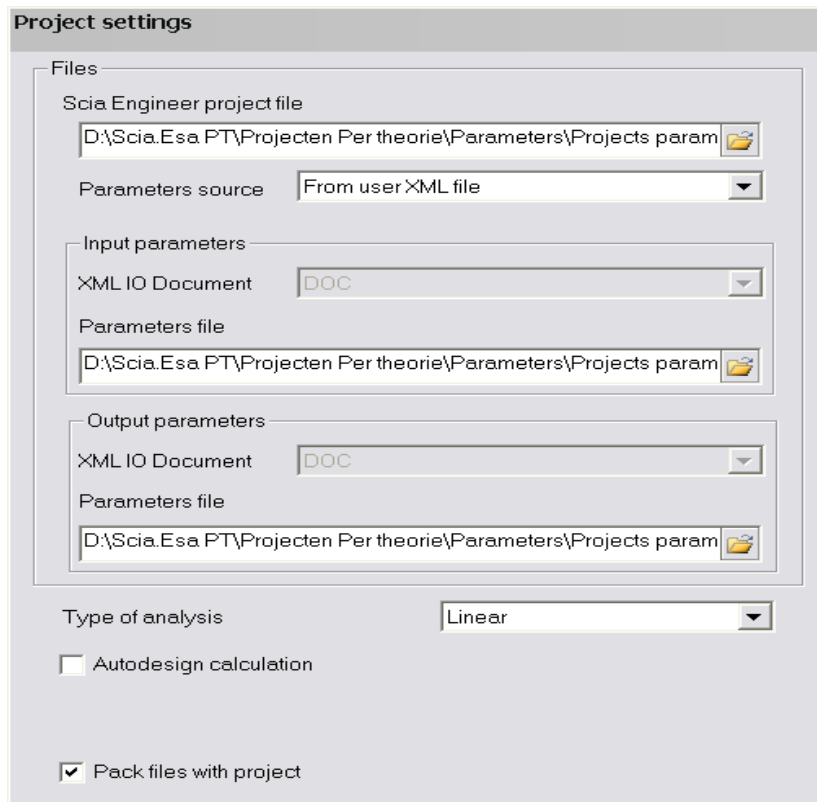 Project settings
Files
Scia Engineer project file
D:\Scia.Esa PT\Projecten Per theorie\Parameters\Projects param
Parameters source From user XML file
Input parameters
XML IO Document DOC
Parameters file
D:\Scia.Esa PT\Projecten Per theorie\Parameters\Projects param
Output parameters
XML IO Document DOC
Parameters file
D:\Scia.Esa PT\Projecten Per theorie\Parameters\Projects param
Type of analysis Linear
Autodesign calculation
Pack files with project